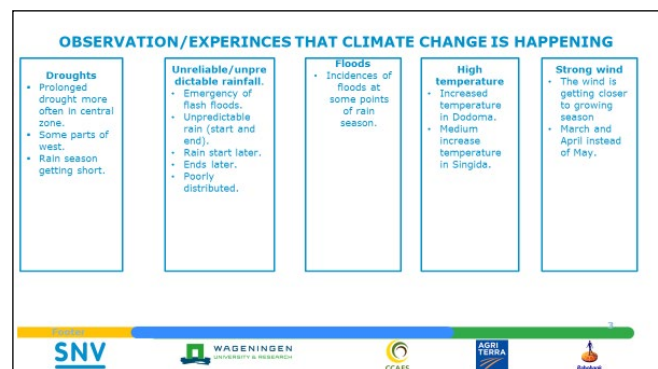 OBSERVATION/EXPERINCES THAT CLIMATE CHANGE IS HAPPENING
Droughts
▪ Prolonged
drought more
often in central
zone.
▪ Some parts of
west.
▪ Rain season
getting short.
Unreliable/unpre
dictable rainfall.
• Emergency of
flash floods.
• Unpredictable
rain (start and
end).
• Rain start later.
• Ends later.
• Poorly
distributed.
Floods
• Incidences of
floods at
some points
of rain
season.
High
temperature
• Increased
temperature
in Dodoma.
• Medium
increase
temperature
in Singida.
Strong wind
• The wind is
getting closer
to growing
season
• March and
April instead
of May.
Footer
3
SNV
WAGENINGEN
UNIVERSITY & RESEARCH
CCAFS
AGRI
TERRA
Rabobank